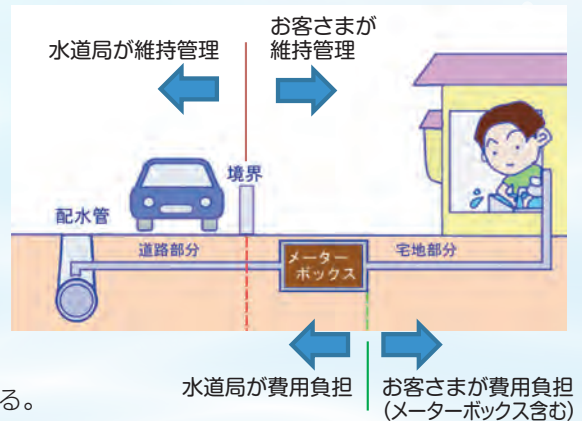 水道局が維持管理
お客さまが
維持管理
境界
配水管
道路部分
メーター
ボックス
宅地部分
水道局が費用負担
お客さまが費用負担
(メーターボックス含む)
る。